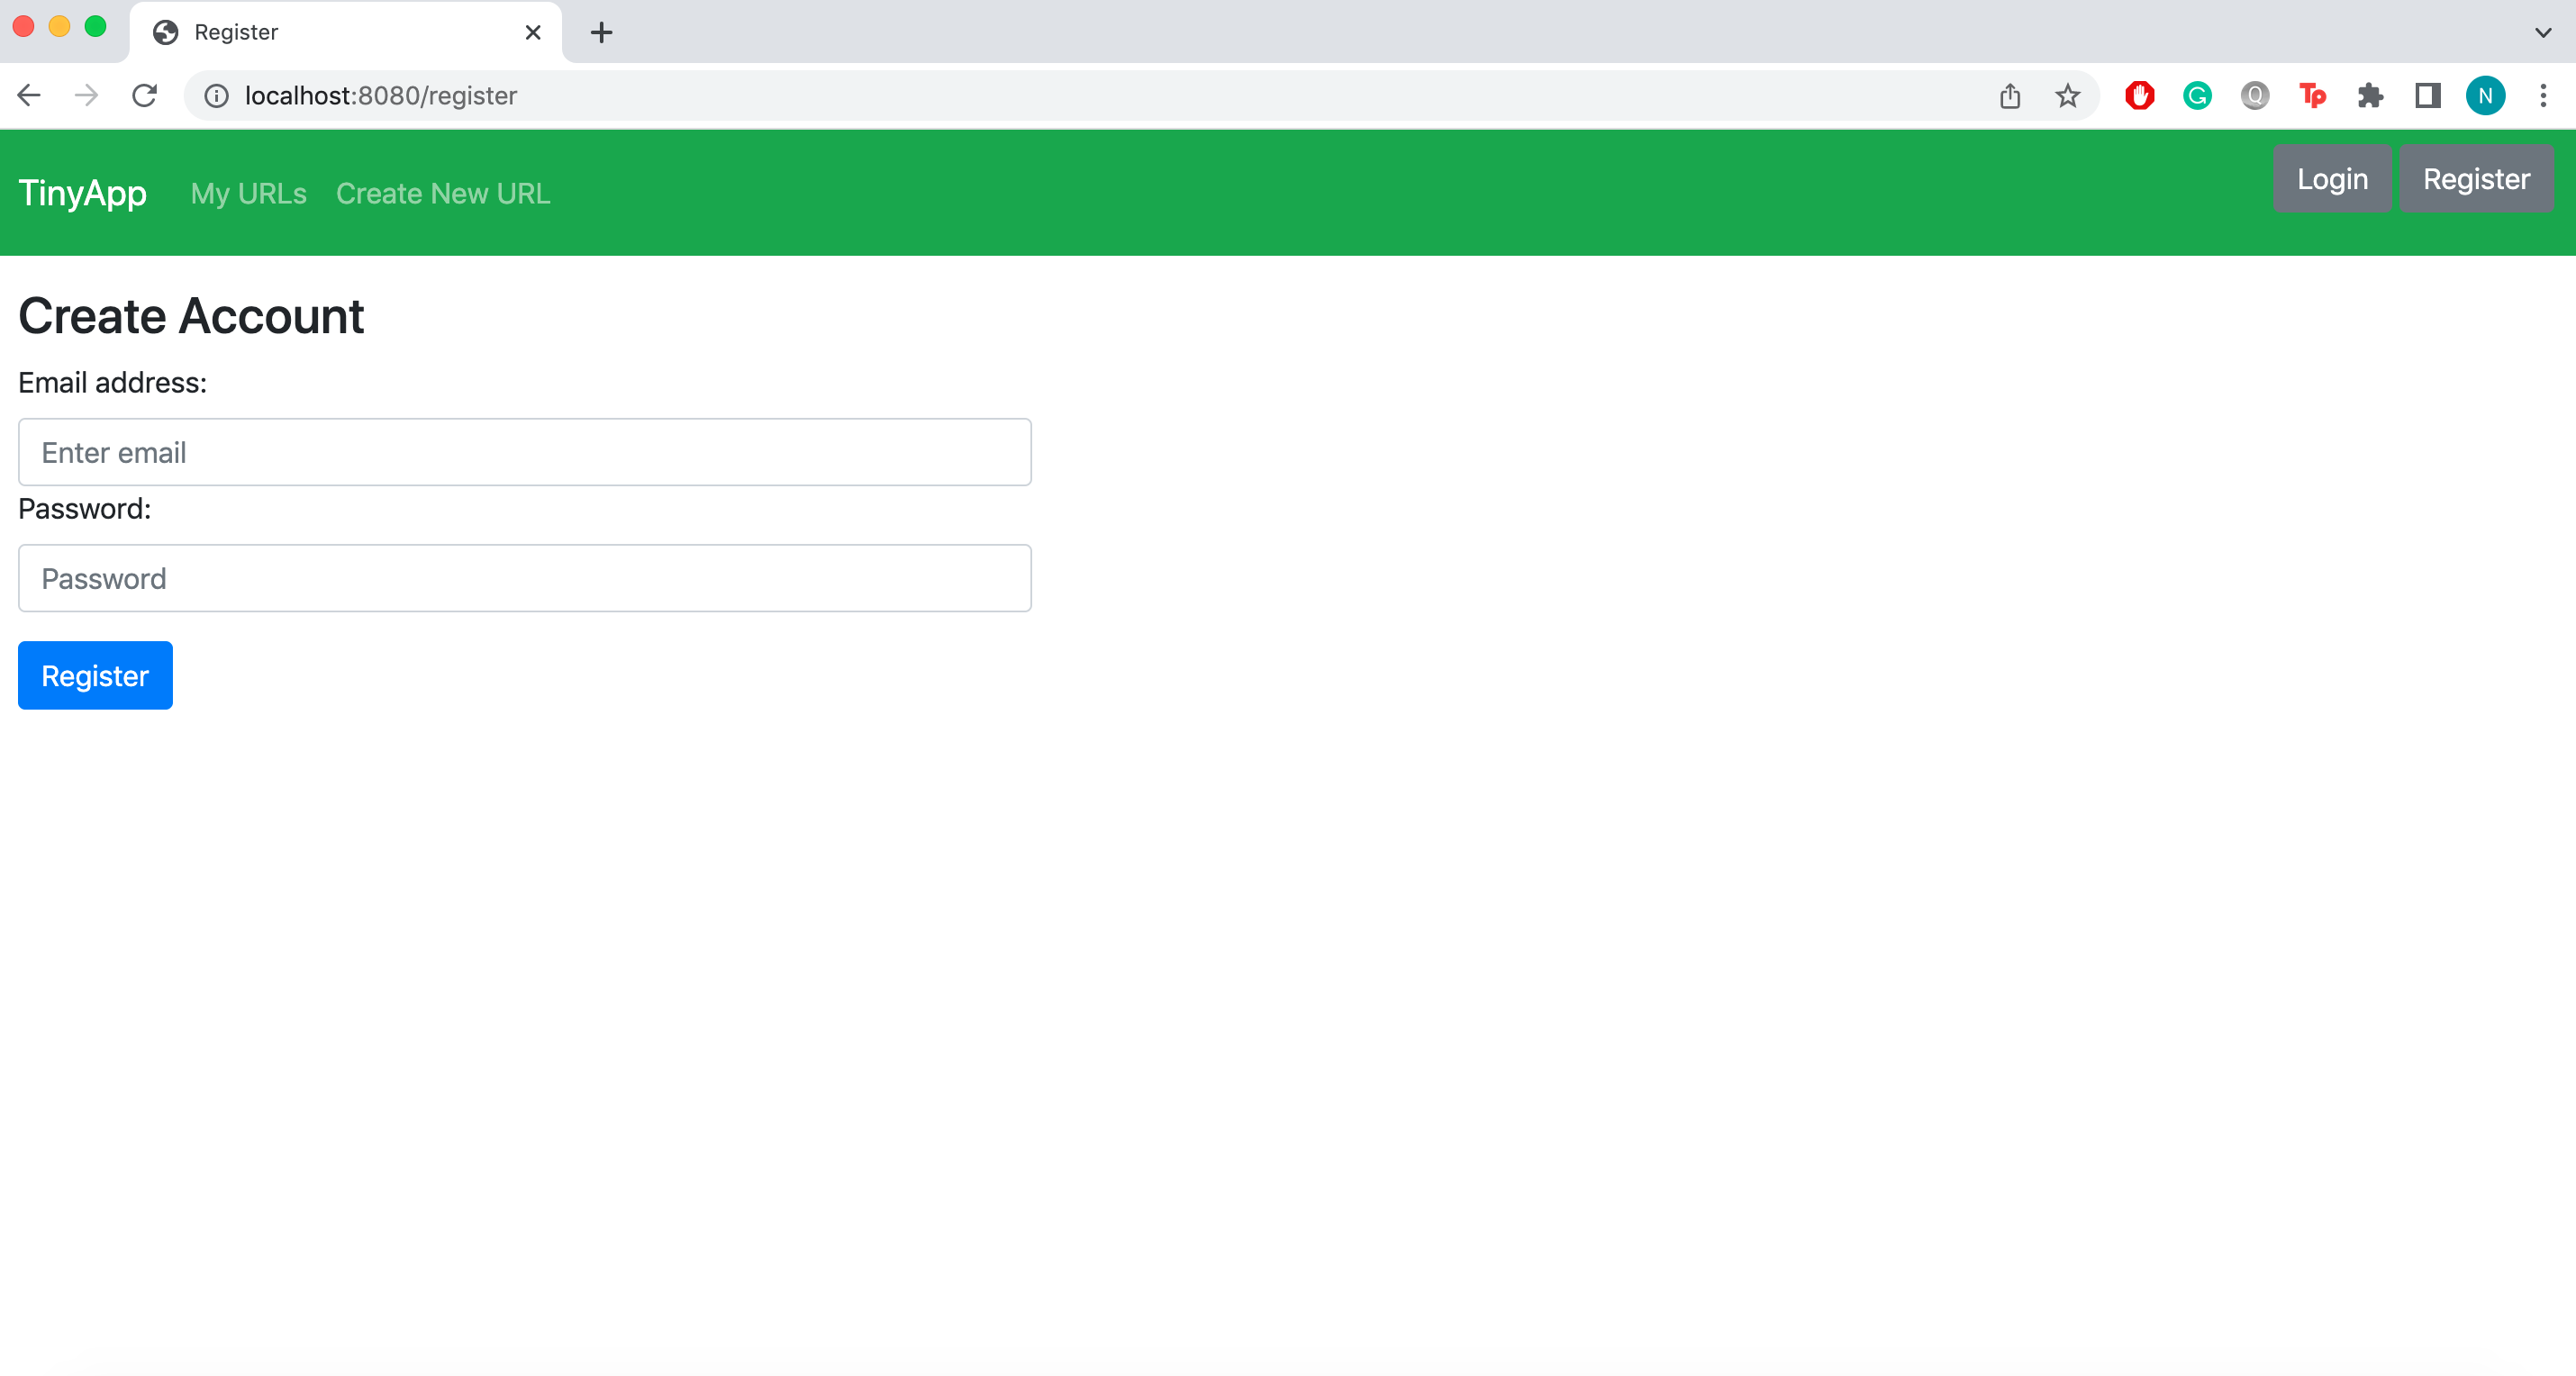 Register
localhost:8080/register
TinyApp My URLs Create New URL Login Register
Create Account
Email address:
Enter email
Password:
Password
Register